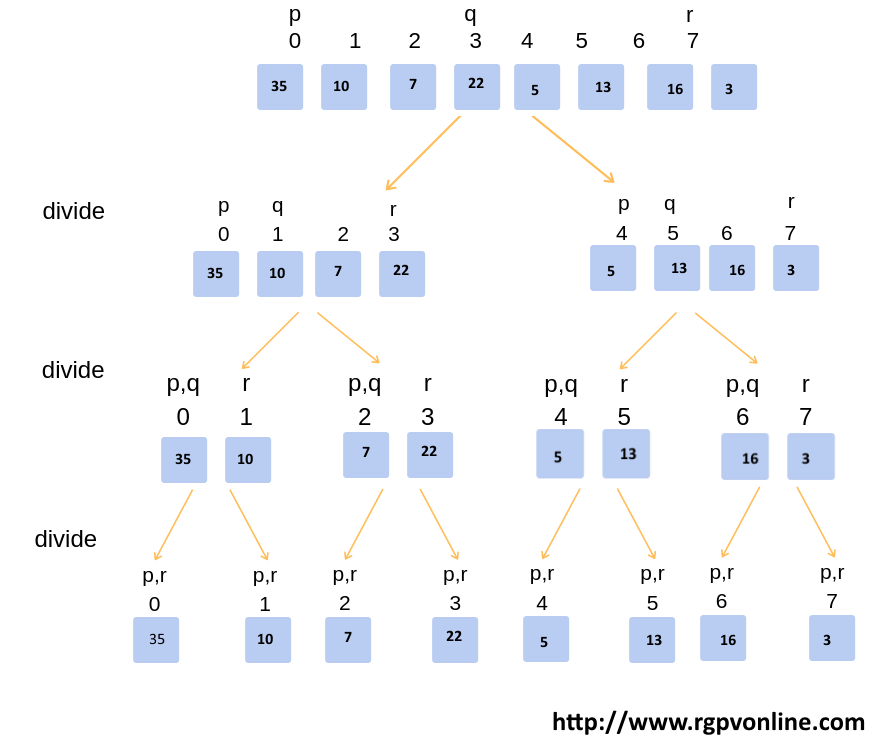 p q r
0 1 2 3 4 5 6 7
35 10 7 22 5 13 16 3
divide
p q r p q r
0 1 2 3 4 5 6 7
35 10 7 22 5 13 16 3
divide
p,q r p,q r p,q r p,q r
0 1 2 3 4 5 6 7
35 10 7 22 5 13 16 3
divide
p,r p,r p,r p,r p,r p,r p,r p,r
0 1 2 3 4 5 6 7
35 10 7 22 5 13 16 3
http://www.rgpvonline.com